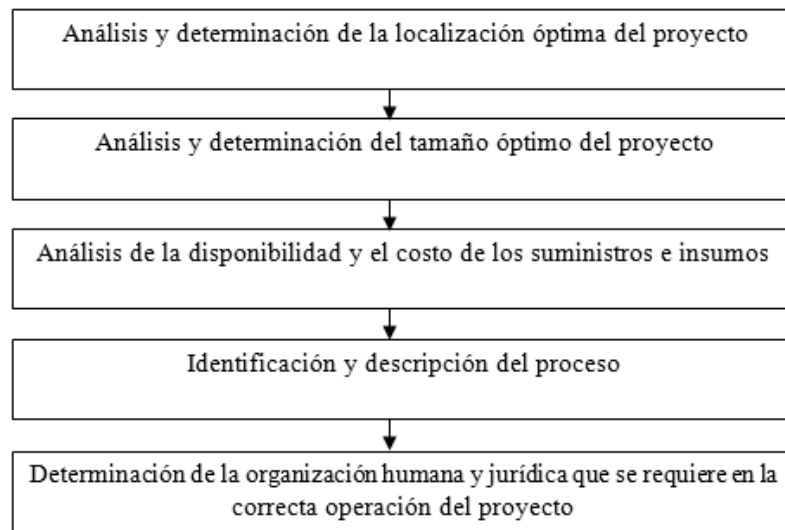 Análisis y determinación de la localización óptima del proyecto
Análisis y determinación del tamaño óptimo del proyecto
Análisis de la disponibilidad y el costo de los suministros e insumos
Identificación y descripción del proceso
Determinación de la organización humana y jurídica que se requiere en la
correcta operación del proyecto